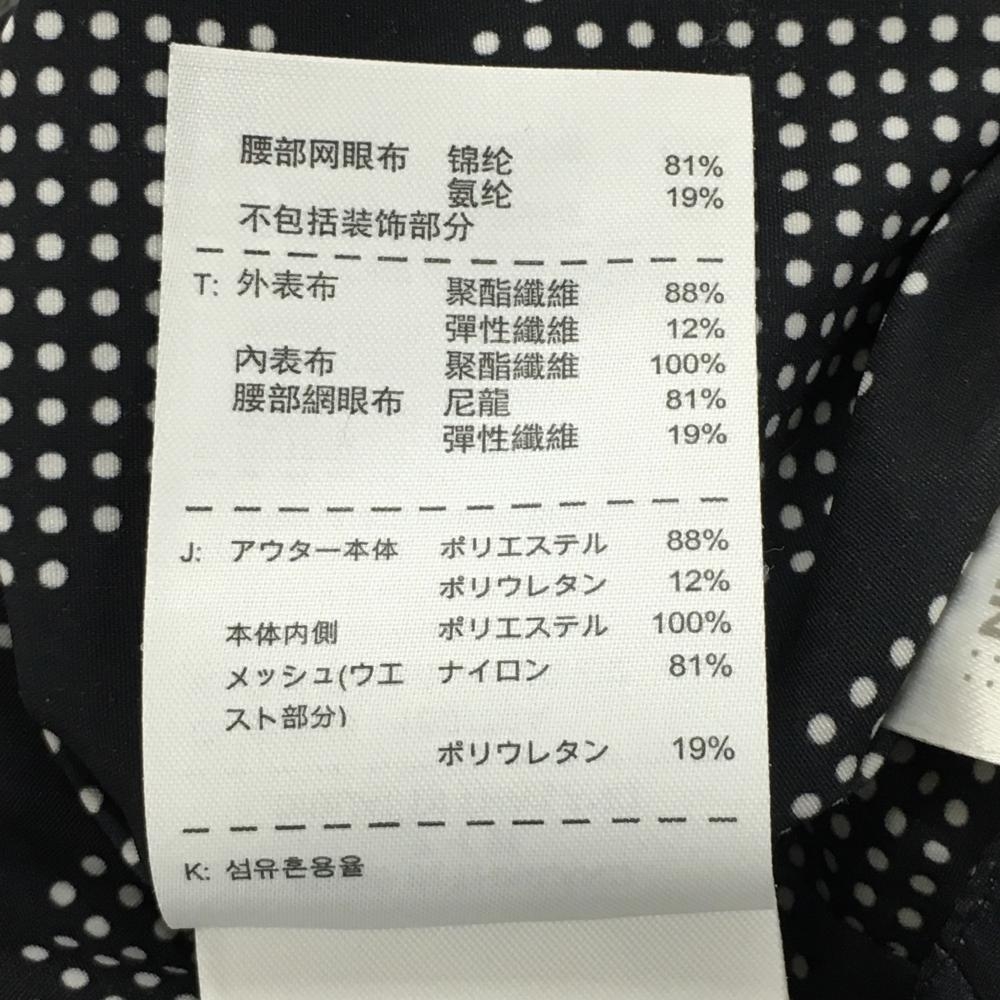 腰部网眼布 锦纶 81%
氨纶 19%
不包括装饰部分
T: 外表布 聚酯纖維 88%
彈性纖維 12%
內表布 聚酯纖維 100%
腰部網眼布 尼龍 81%
彈性纖維 19%
J: アウター本体 ポリエステル 88%
ポリウレタン 12%
本体内側 ポリエステル 100%
メッシュ(ウエ ナイロン 81%
スト部分)
ポリウレタン 19%
K: 섬유혼용율